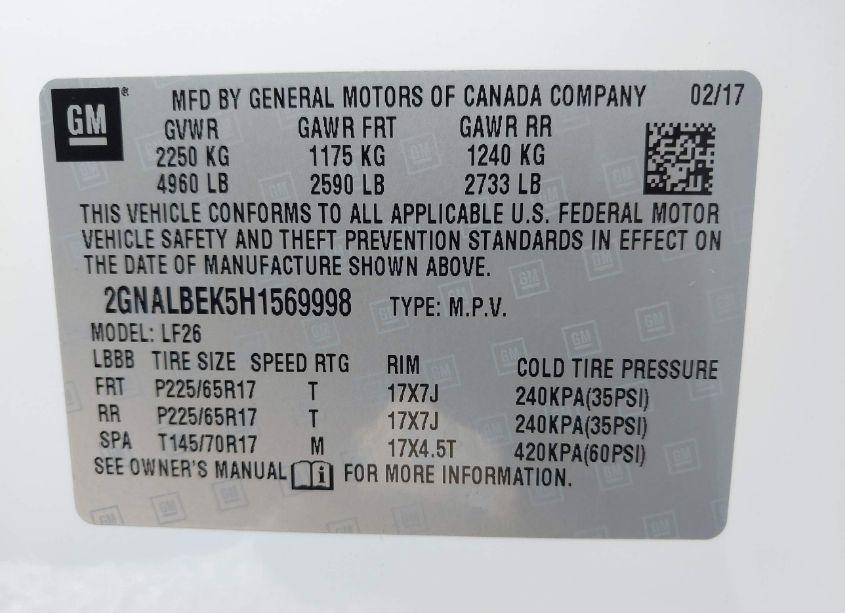 GM ® MFD BY GENERAL MOTORS OF CANADA COMPANY 02/17
GVWR GAWR FRT GAWR RR
2250 KG 1175 KG 1240 KG
4960 LB 2590 LB 2733 LB
THIS VEHICLE CONFORMS TO ALL APPLICABLE U.S. FEDERAL MOTOR
VEHICLE SAFETY AND THEFT PREVENTION STANDARDS IN EFFECT ON
THE DATE OF MANUFACTURE SHOWN ABOVE.
2GNALBEK5H1569998 TYPE: M.P.V.
MODEL: LF26
LBBB TIRE SIZE SPEED RTG RIM COLD TIRE PRESSURE
FRT P225/65R17 T 17X7J 240KPA(35PSI)
RR P225/65R17 T 17X7J 240KPA(35PSI)
SPA T145/70R17 M 17X4.5T 420KPA(60PSI)
SEE OWNER'S MANUAL i FOR MORE INFORMATION.